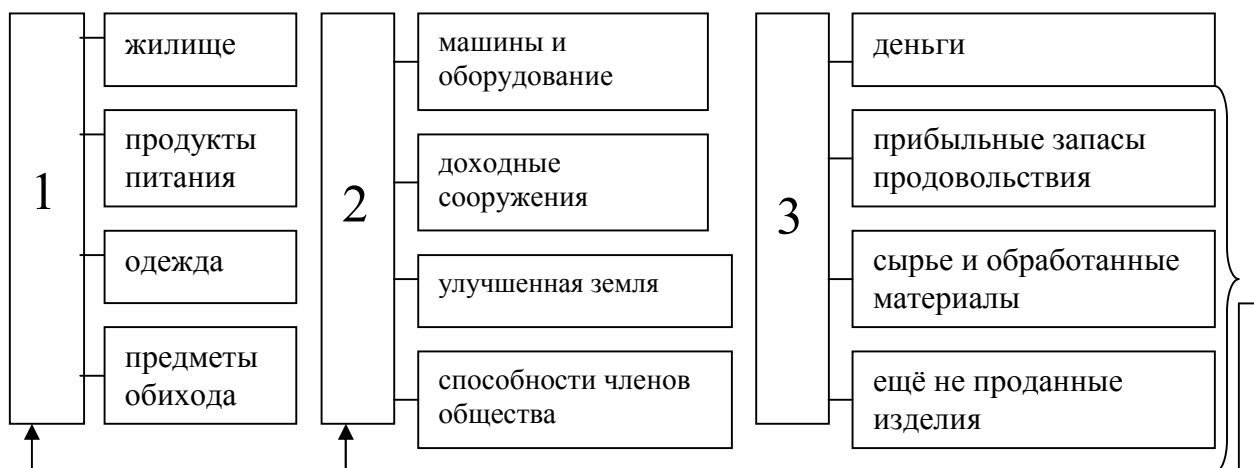 1
жилище
продукты
питания
одежда
предметы
обихода
2
машины и
оборудование
доходные
сооружения
улучшенная земля
способности членов
общества
3
деньги
прибыльные запасы
продовольствия
сырье и обработанные
материалы
ещё не проданные
изделия